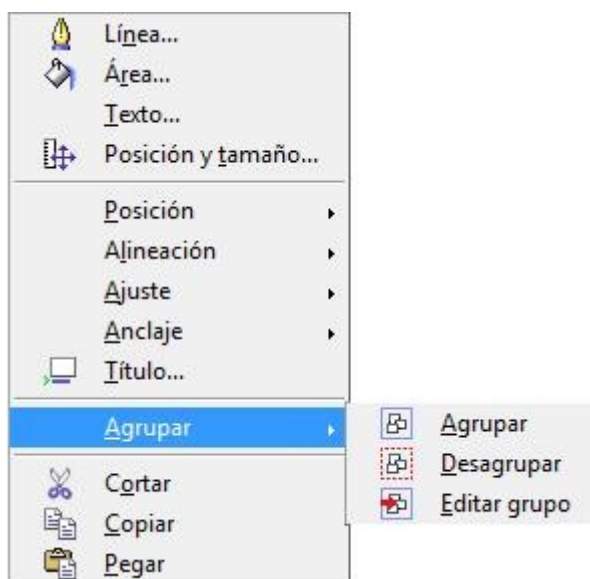 Línea...
Área...
Texto...
Posición y tamaño...
Posición
Alineación
Ajuste
Anclaje
Título...
Agrupar
Agrupar
Desagrupar
Editar grupo
Cortar
Copiar
Pegar